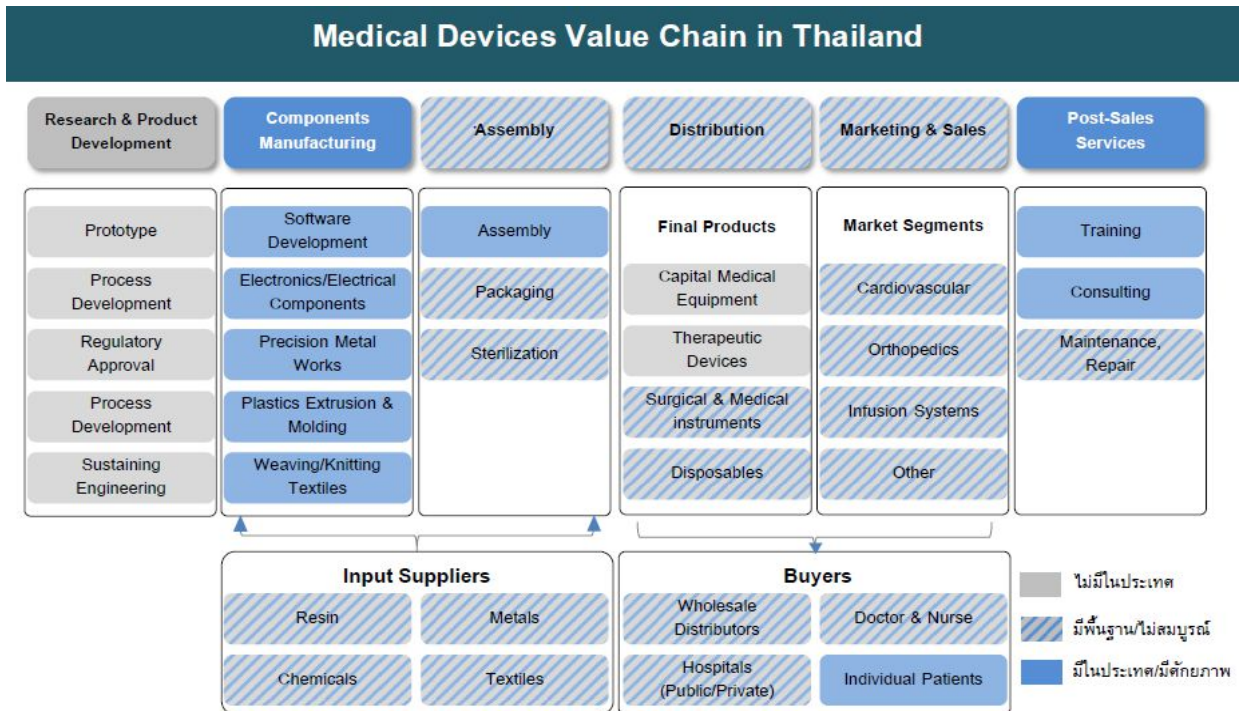 Medical Devices Value Chain in Thailand
Research & Product
Development
Components
Manufacturing
Assembly
Distribution
Marketing & Sales
Post-Sales
Services
Prototype
Process
Development
Regulatory
Approval
Process
Development
Sustaining
Engineering
Software
Development
Electronics/Electrical
Components
Precision Metal
Works
Plastics Extrusion &
Molding
Weaving/Knitting
Textiles
Assembly
Packaging
Sterilization
Final Products
Capital Medical
Equipment
Therapeutic
Devices
Surgical & Medical
instruments
Disposables
Market Segments
Cardiovascular
Orthopedics
Infusion Systems
Other
Training
Consulting
Maintenance,
Repair
Input Suppliers
Resin
Metals
Chemicals
Textiles
Buyers
Wholesale
Distributors
Doctor & Nurse
Hospitals
(Public/Private)
Individual Patients
ไม่มีในประเทศ
มีพื้นฐาน/ไม่สมบูรณ์
มีในประเทศ/มีศักยภาพ